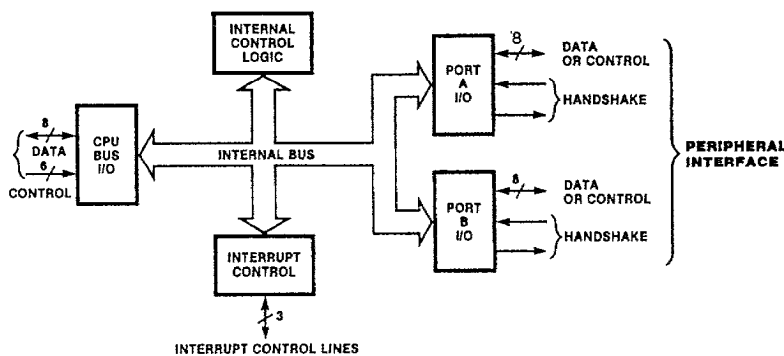 INTERNAL
CONTROL
LOGIC
8
DATA
6
CONTROL
CPU
BUS
I/O
INTERNAL BUS
INTERRUPT
CONTROL
3
INTERRUPT CONTROL LINES
PORT
A
I/O
8
DATA
OR CONTROL
HANDSHAKE
PORT
B
I/O
8
DATA
OR CONTROL
HANDSHAKE
PERIPHERAL
INTERFACE